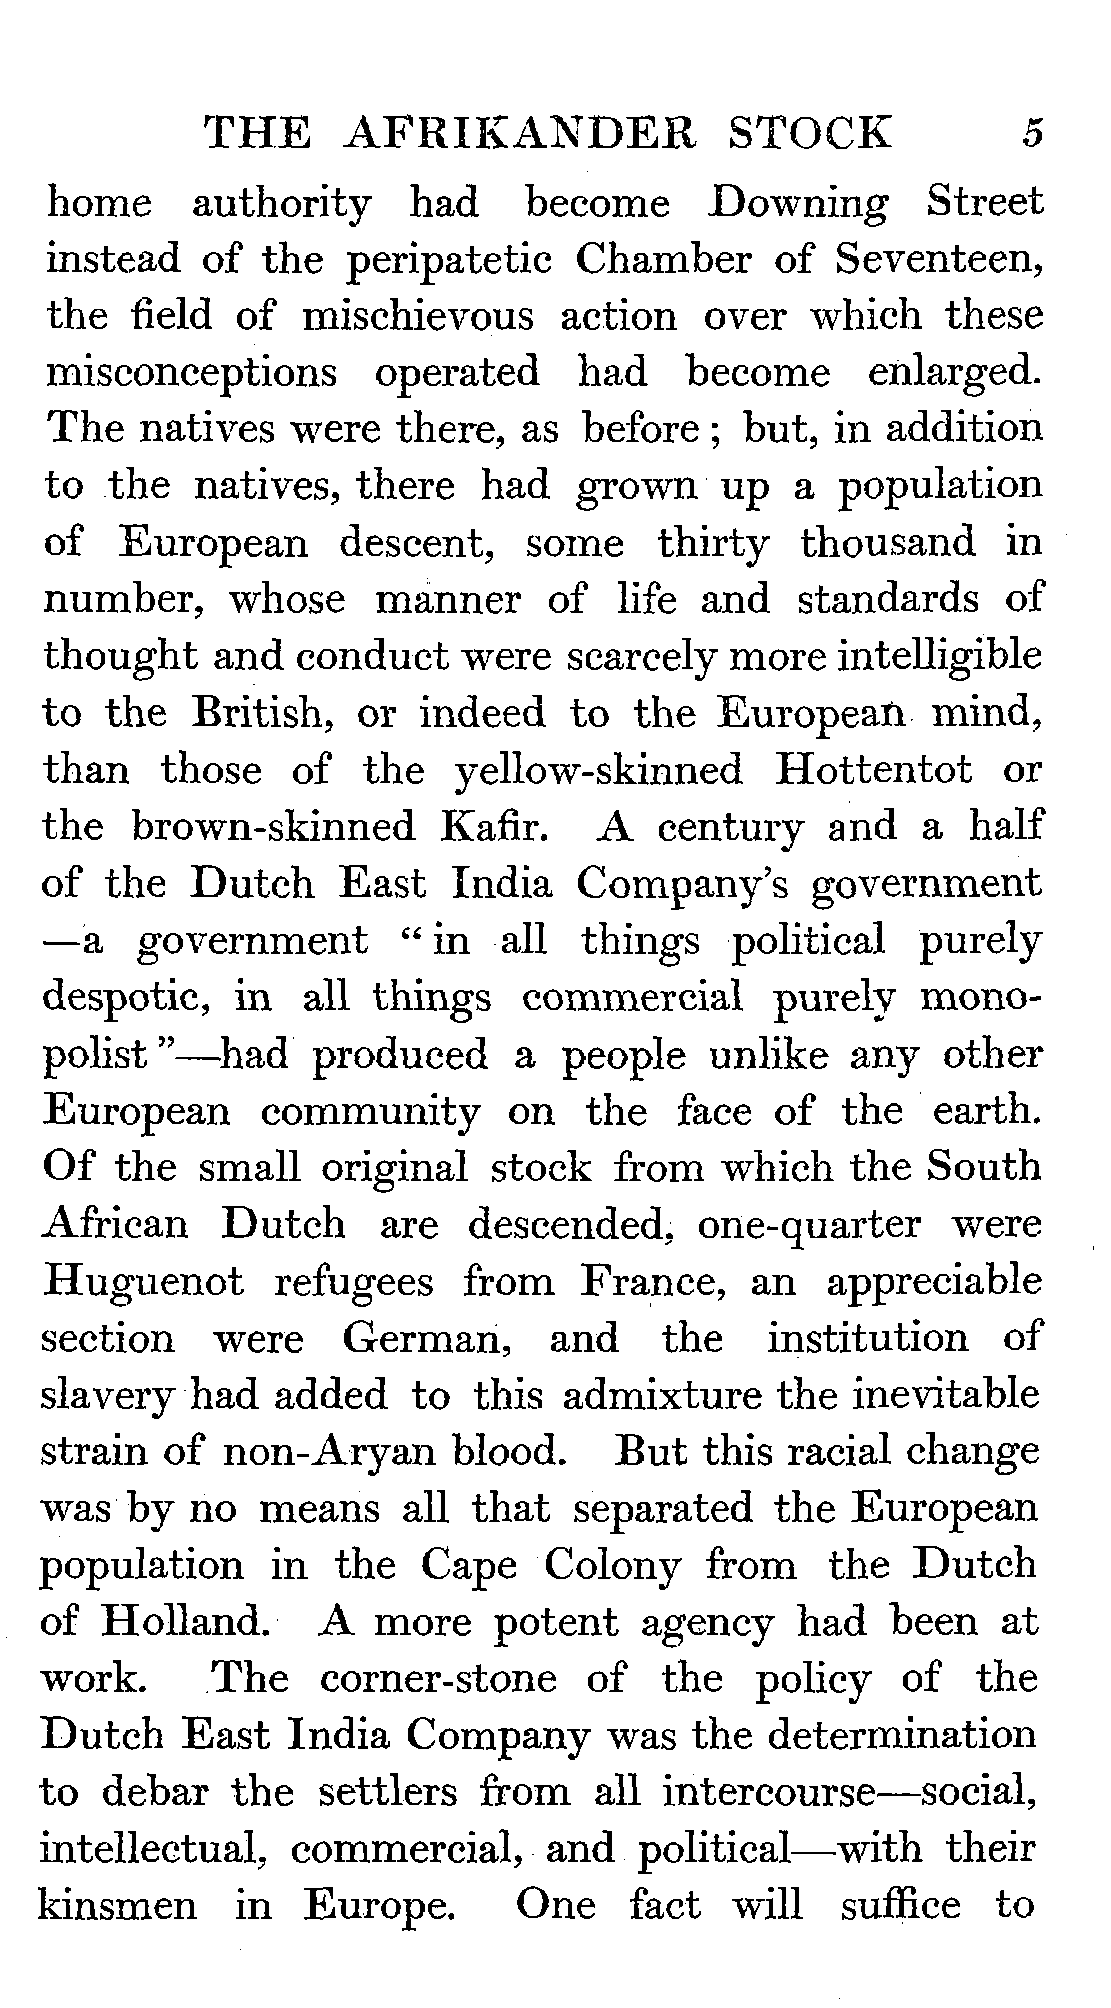 THE AFRIKANDER STOCK 5
home authority had become Downing Street
instead of the peripatetic Chamber of Seventeen,
the field of mischievous action over which these
misconceptions operated had become enlarged.
The natives were there, as before ; but, in addition
to the natives, there had grown up a population
of European descent, some thirty thousand in
number, whose manner of life and standards of
thought and conduct were scarcely more intelligible
to the British, or indeed to the European mind,
than those of the yellow-skinned Hottentot or
the brown-skinned Kafir. A century and a half
of the Dutch East India Company's government
—a government “ in all things political purely
despotic, in all things commercial purely mono-
polist ”—had produced a people unlike any other
European community on the face of the earth.
Of the small original stock from which the South
African Dutch are descended, one-quarter were
Huguenot refugees from France, an appreciable
section were German, and the institution of
slavery had added to this admixture the inevitable
strain of non-Aryan blood. But this racial change
was by no means all that separated the European
population in the Cape Colony from the Dutch
of Holland. A more potent agency had been at
work. The corner-stone of the policy of the
Dutch East India Company was the determination
to debar the settlers from all intercourse—social,
intellectual, commercial, and political—with their
kinsmen in Europe. One fact will suffice to